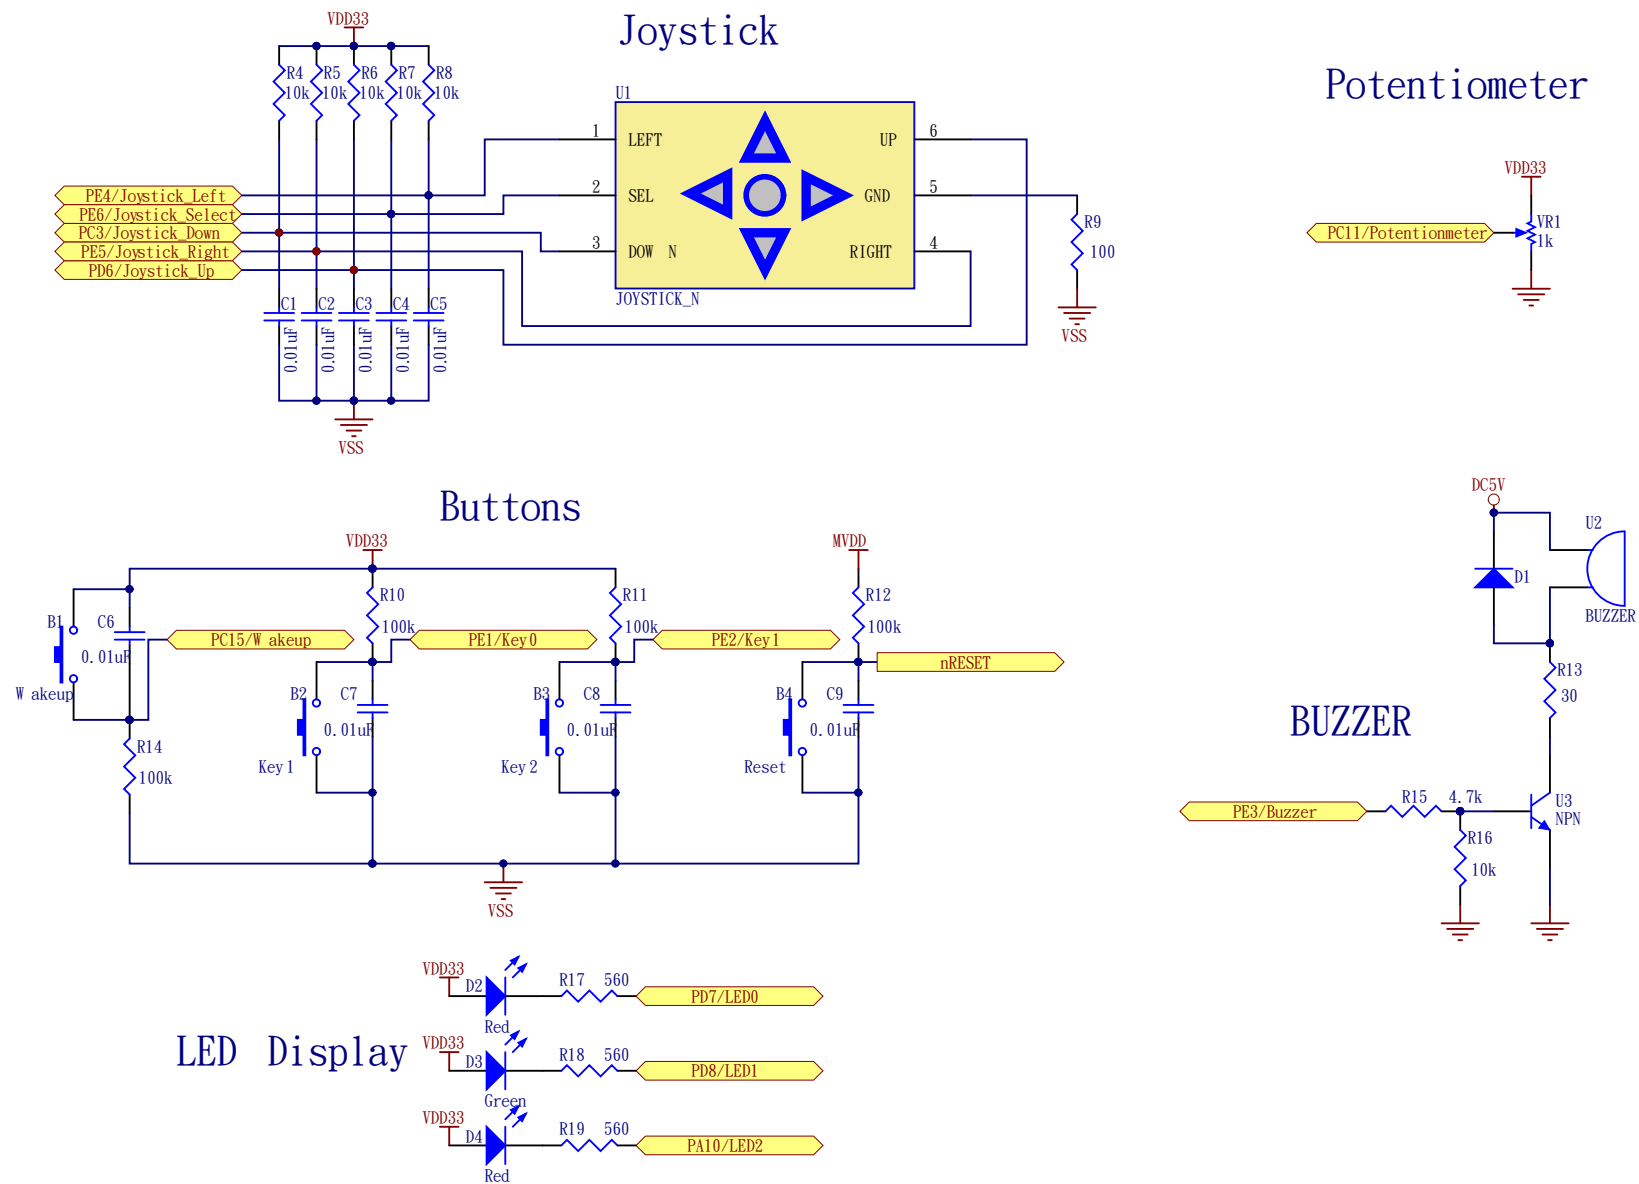 Joystick
VDD33
R4 R5 R6 R7 R8
10k 10k 10k 10k 10k
U1
1 LEFT UP 6
2 SEL GND 5
3 DOW N RIGHT 4
JOYSTICK_N
PE4/Joystick_Left
PE6/Joystick_Select
PC3/Joystick_Down
PE5/Joystick_Right
PD6/Joystick_Up
R9
100
VSS
C1 C2 C3 C4 C5
0.01uF 0.01uF 0.01uF 0.01uF 0.01uF
VSS
Potentiometer
VDD33
PC11/Potentionmeter
VR1
1k
Buttons
VDD33
MVDD
B1 C6
0.01uF
W akeup
PC15/W akeup
R14
100k
R10
100k
PE1/Key0
B2 C7
0.01uF
Key1
R11
100k
PE2/Key1
B3 C8
0.01uF
Key2
R12
100k
nRESET
B4 C9
0.01uF
Reset
VSS
BUZZER
DC5V
U2
D1
BUZZER
R13
30
PE3/Buzzer
R15 4.7k
U3
NPN
R16
10k
LED Display
VDD33
D2
Red
R17 560
PD7/LED0
VDD33
D3
Green
R18 560
PD8/LED1
VDD33
D4
Red
R19 560
PA10/LED2